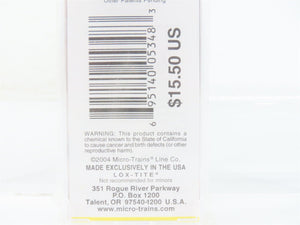 Other Patents Pending
6 95140 05348 3
$15.50 US
WARNING: This product contains a
chemical known to the State of California
to cause cancer and birth defects (or other
reproductive harm).
©2004 Micro-Trains® Line Co.
MADE EXCLUSIVELY IN THE USA
LOX-TITE®
Not recommended for minors
351 Rogue River Parkway
P.O. Box 1200
Talent, OR 97540-1200 U.S.A.
www.micro-trains.com